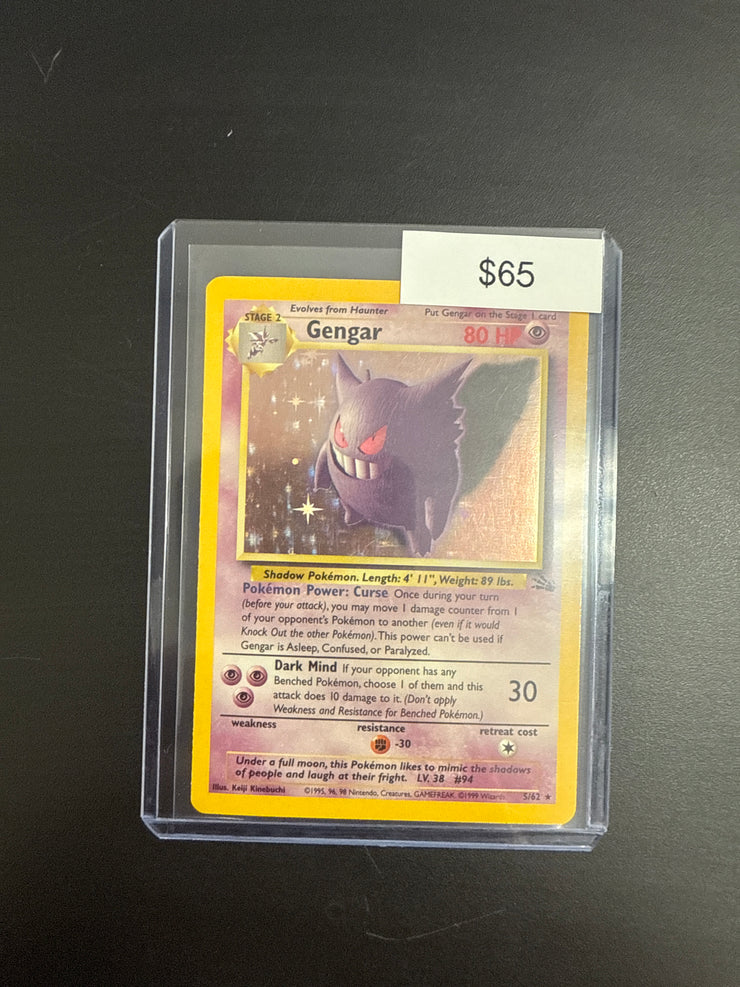 $65
Evolves from Haunter Put Gengar on the Stage 1 card
STAGE 2 Gengar 80 HP
Shadow Pokémon. Length: 4' 11", Weight: 89 lbs.
Pokémon Power: Curse Once during your turn
(before your attack), you may move 1 damage counter from 1
of your opponent's Pokémon to another (even if it would
Knock Out the other Pokémon). This power can't be used if
Gengar is Asleep, Confused, or Paralyzed.
Dark Mind If your opponent has any
Benched Pokémon, choose 1 of them and this
attack does 10 damage to it. (Don't apply
Weakness and Resistance for Benched Pokémon.)
30
weakness resistance retreat cost
-30
Under a full moon, this Pokémon likes to mimic the shadows
of people and laugh at their fright. LV. 38 #94
Illus. Keiji Kinebuchi ©1995, 96, 98 Nintendo, Creatures, GAMEFREAK. ©1999 Wizards. 5/62 ★